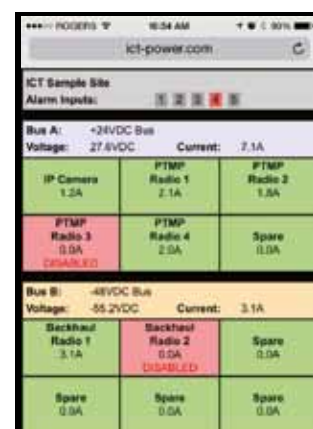 ROGERS 10:54 AM 90%
ict-power.com
ICT Sample Site
Alarm Inputs: 1 2 3 4 5
Bus A: +24VDC Bus
Voltage: 27.6VDC Current: 7.1A
IP Camera PTMP Radio 1 PTMP Radio 2
1.2A 2.1A 1.8A
PTMP Radio 3 PTMP Radio 4 Spare
0.0A 2.0A 0.0A
DISABLED
Bus B: -48VDC Bus
Voltage: -55.2VDC Current: 3.1A
Backhaul Radio 1 Backhaul Radio 2 Spare
3.1A 0.0A 0.0A
DISABLED
Spare Spare Spare
0.0A 0.0A 0.0A